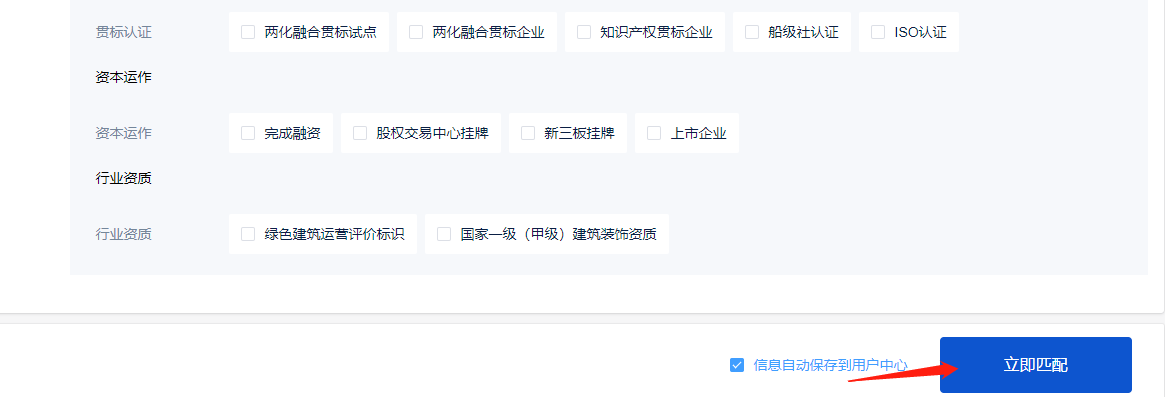 贯标认证 两化融合贯标试点 两化融合贯标企业 知识产权贯标企业 船级社认证 ISO认证
资本运作
资本运作 完成融资 股权交易中心挂牌 新三板挂牌 上市企业
行业资质
行业资质 绿色建筑运营评价标识 国家一级（甲级）建筑装饰资质
信息自动保存到用户中心 立即匹配